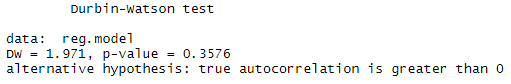 Durbin-Watson test
data: reg.model
DW = 1.971, p-value = 0.3576
alternative hypothesis: true autocorrelation is greater than 0